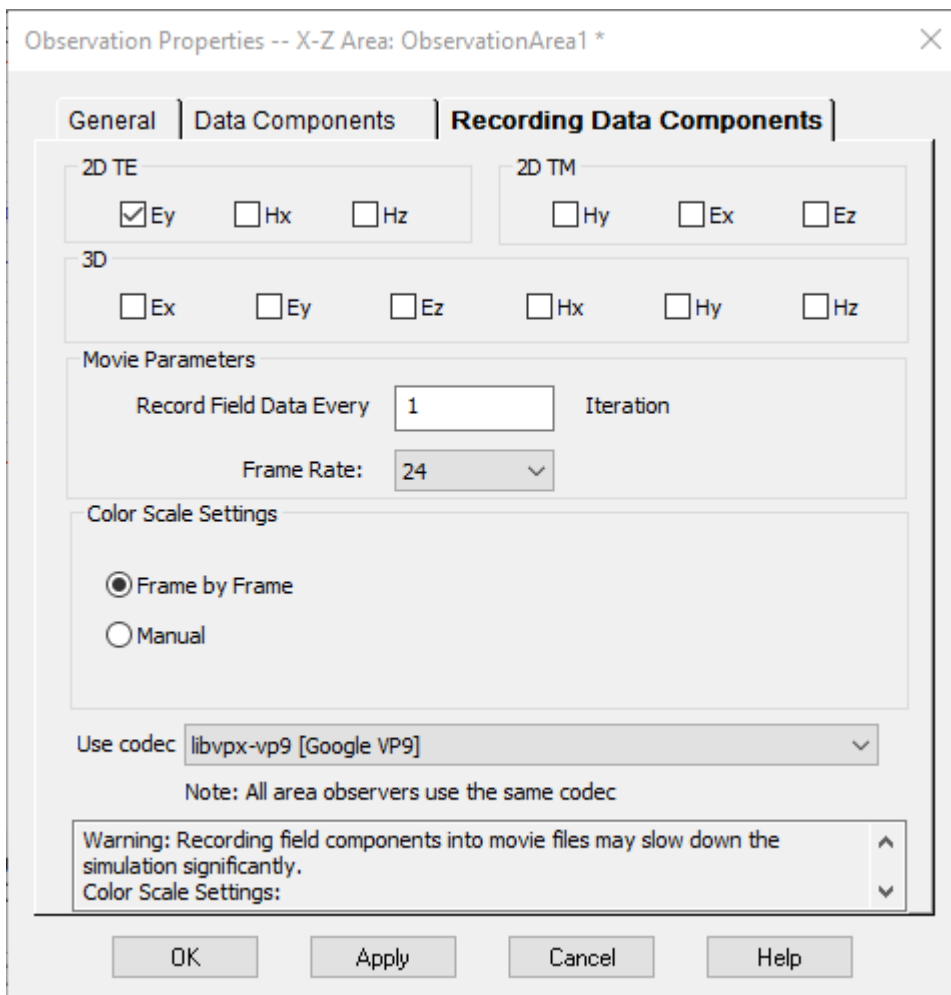 Observation Properties -- X-Z Area: ObservationArea1 *
General Data Components Recording Data Components
2D TE 2D TM
Ey Hx Hz Hy Ex Ez
3D
Ex Ey Ez Hx Hy Hz
Movie Parameters
Record Field Data Every 1 Iteration
Frame Rate: 24
Color Scale Settings
Frame by Frame
Manual
Use codec libvpx-vp9 [Google VP9]
Note: All area observers use the same codec
Warning: Recording field components into movie files may slow down the
simulation significantly.
Color Scale Settings:
OK Apply Cancel Help